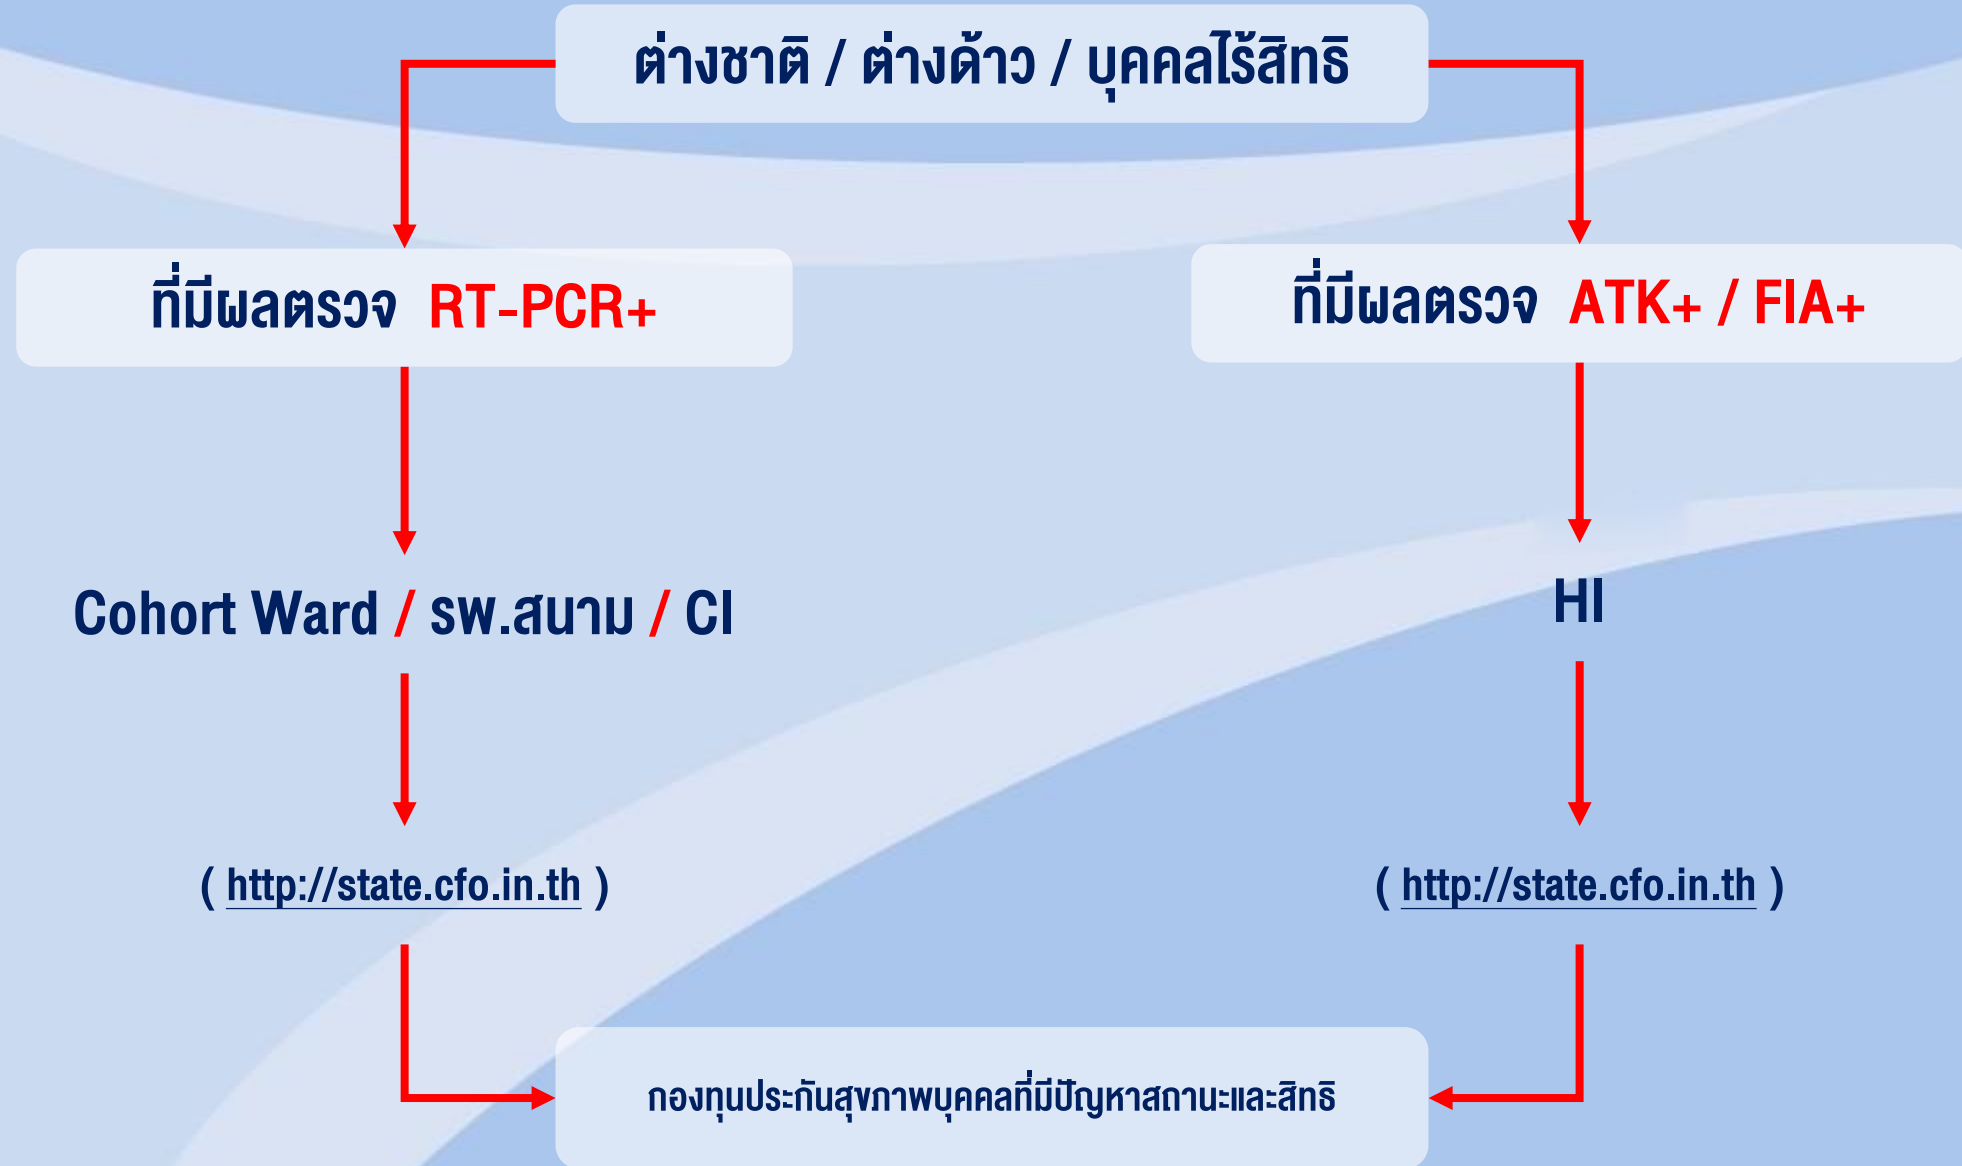 ต่างชาติ / ต่างด้าว / บุคคลไร้สิทธิ
ที่มีผลตรวจ RT-PCR+
ที่มีผลตรวจ ATK+ / FIA+
Cohort Ward / รพ.สนาม / CI
HI
( http://state.cfo.in.th )
( http://state.cfo.in.th )
กองทุนประกันสุขภาพบุคคลที่มีปัญหาสถานะและสิทธิ